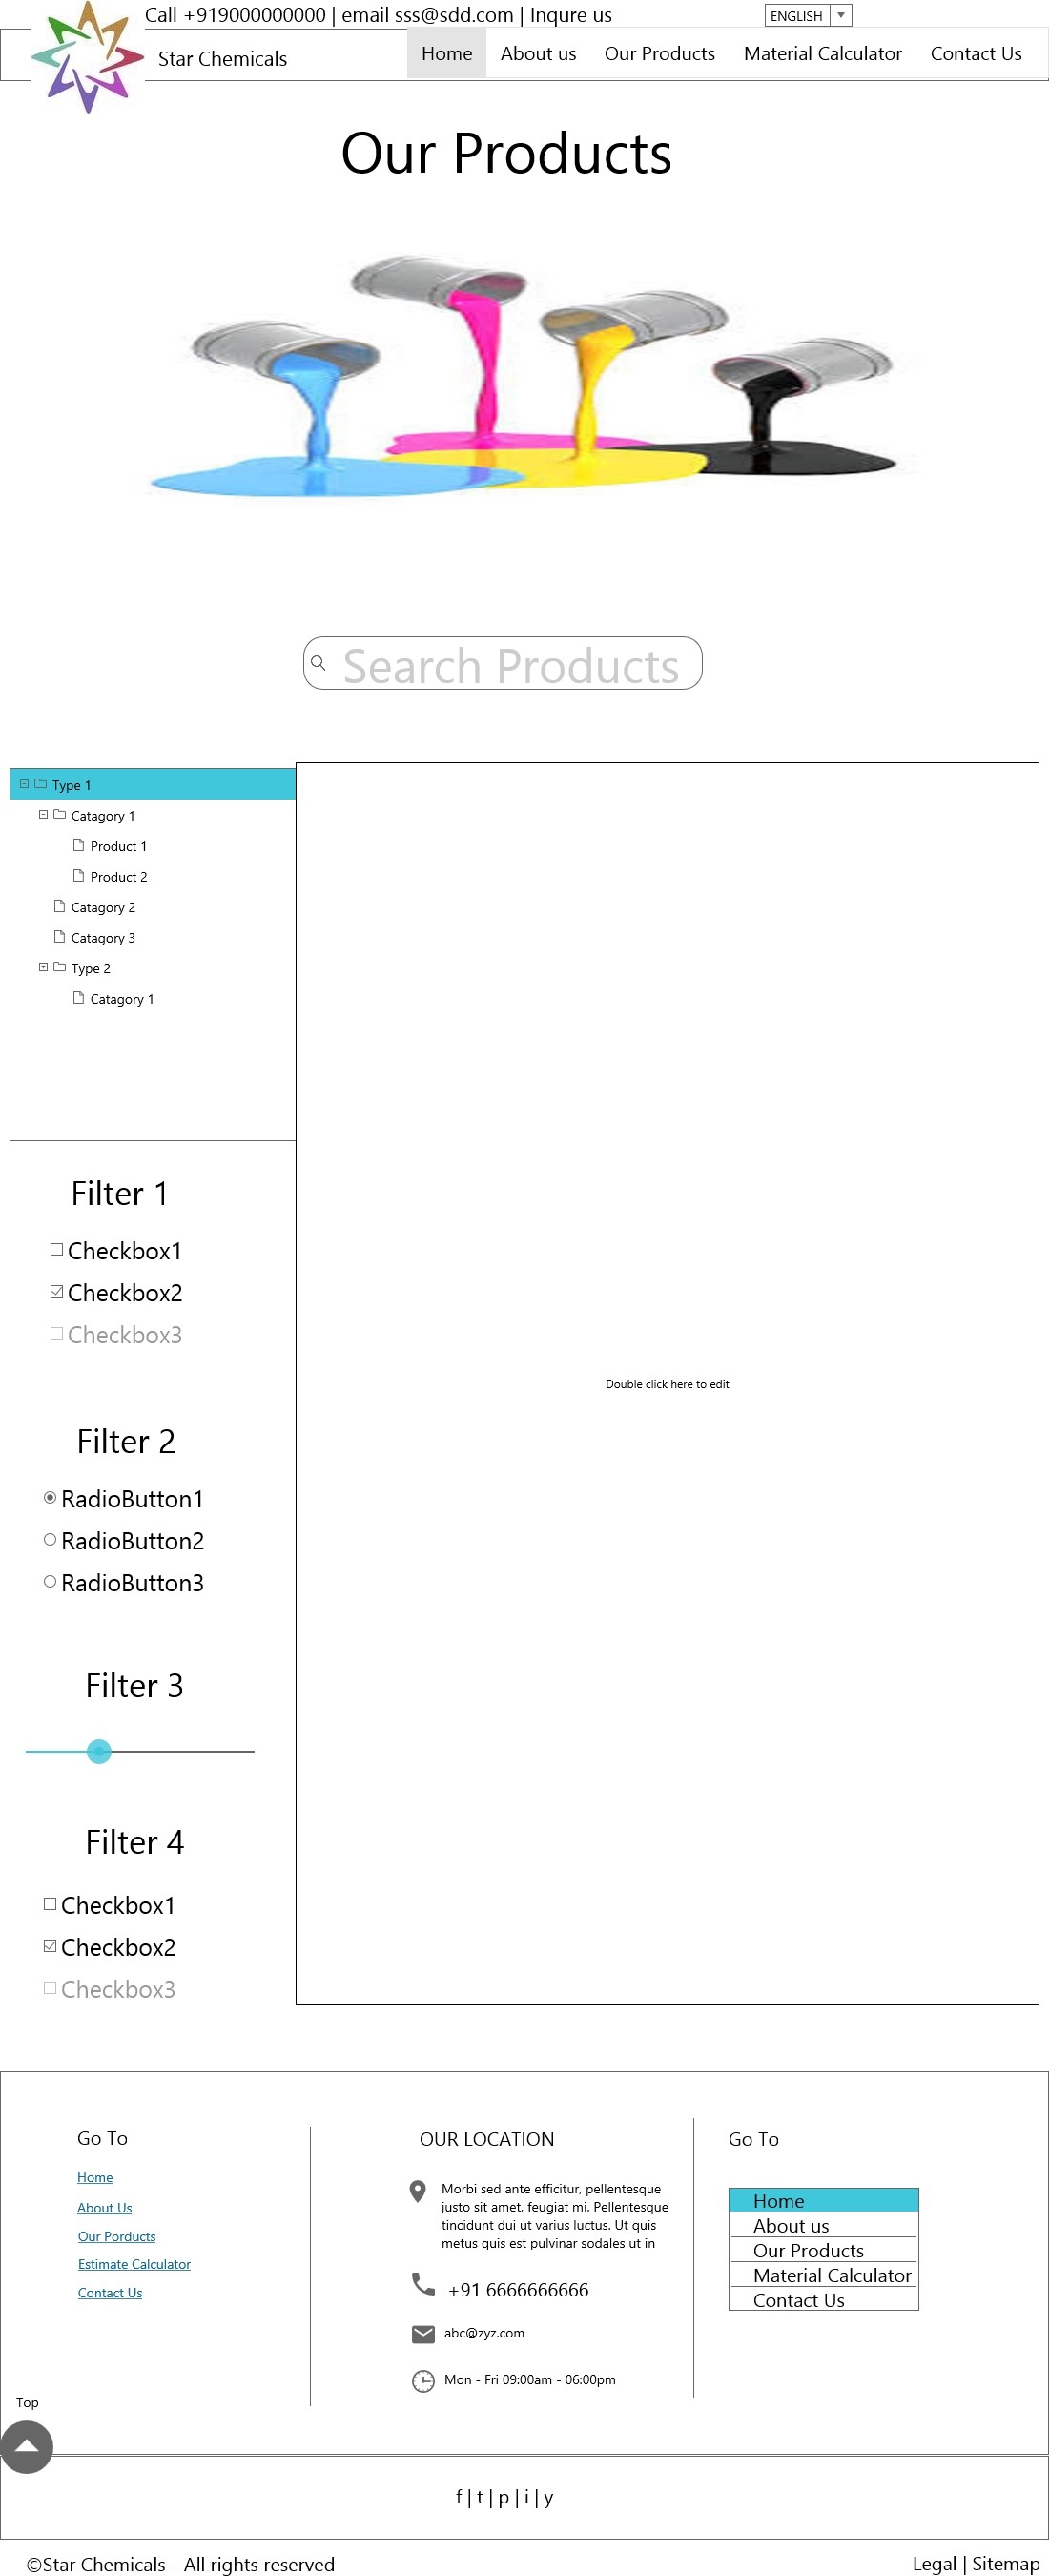 Call +919000000000 | email sss@sdd.com | Inqure us
ENGLISH
Star Chemicals
Home About us Our Products Material Calculator Contact Us
Our Products
Search Products
Type 1
Catagory 1
Product 1
Product 2
Catagory 2
Catagory 3
Type 2
Catagory 1
Filter 1
Checkbox1
Checkbox2
Checkbox3
Double click here to edit
Filter 2
RadioButton1
RadioButton2
RadioButton3
Filter 3
Filter 4
Checkbox1
Checkbox2
Checkbox3
Go To
Home
About Us
Our Porducts
Estimate Calculator
Contact Us
OUR LOCATION
Morbi sed ante efficitur, pellentesque
justo sit amet, feugiat mi. Pellentesque
tincidunt dui ut varius luctus. Ut quis
metus quis est pulvinar sodales ut in
+91 6666666666
abc@zyz.com
Mon - Fri 09:00am - 06:00pm
Go To
Home
About us
Our Products
Material Calculator
Contact Us
Top
f | t | p | i | y
©Star Chemicals - All rights reserved
Legal | Sitemap